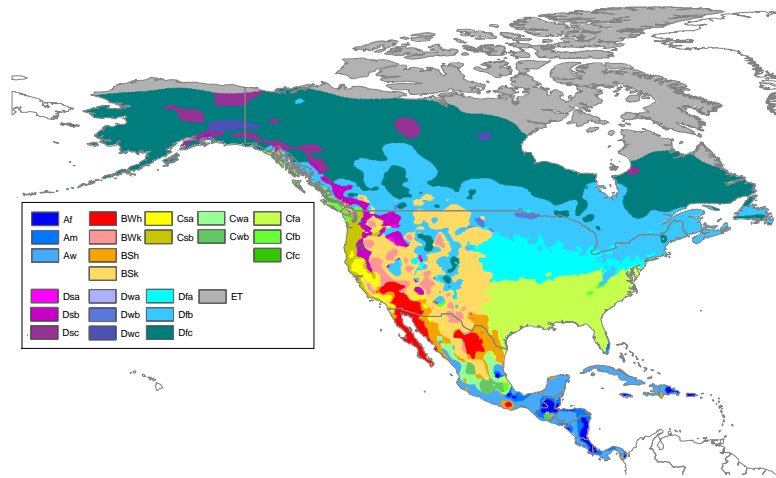 Af BWh Csa Cwa Cfa
Am BWk Csb Cwb Cfb
Aw BSh Cfc
BSk
Dsa Dwa Dfa ET
Dsb Dwb Dfb
Dsc Dwc Dfc